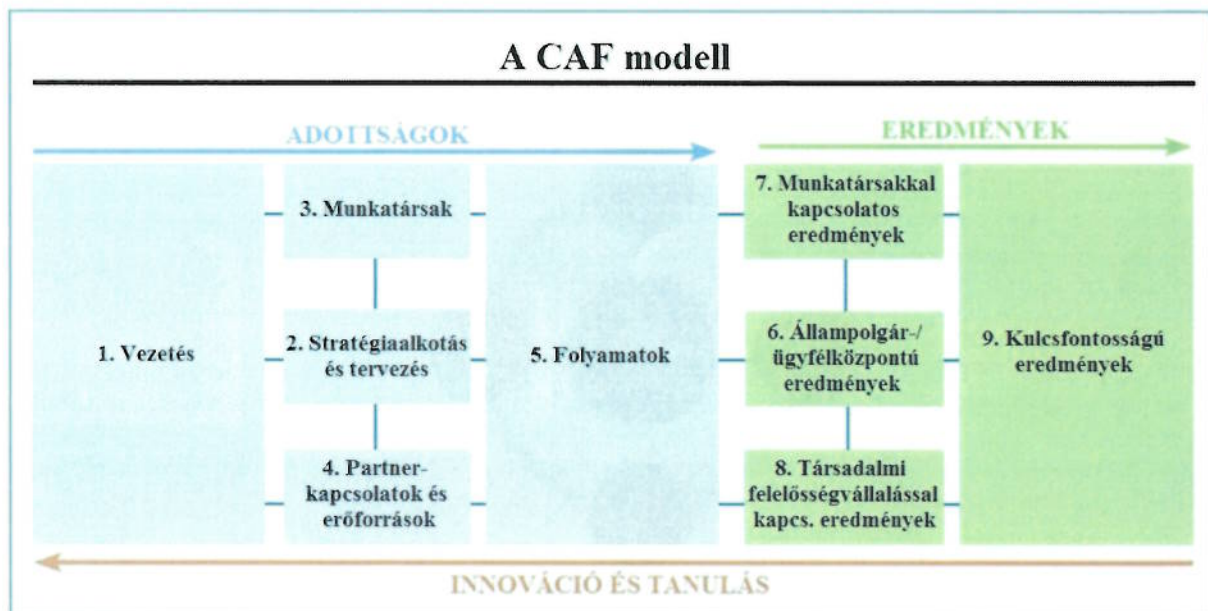 A CAF modell
ADOTTSÁGOK
EREDMÉNYEK
1. Vezetés
3. Munkatársak
2. Stratégiaalkotás
és tervezés
4. Partner-
kapcsolatok és
erőforrások
5. Folyamatok
7. Munkatársakkal
kapcsolatos
eredmények
6. Állampolgár-/
ügyfélközpontú
eredmények
8. Társadalmi
felelősségvállalással
kapcs. eredmények
9. Kulcsfontosságú
eredmények
INNOVÁCIÓ ÉS TANULÁS